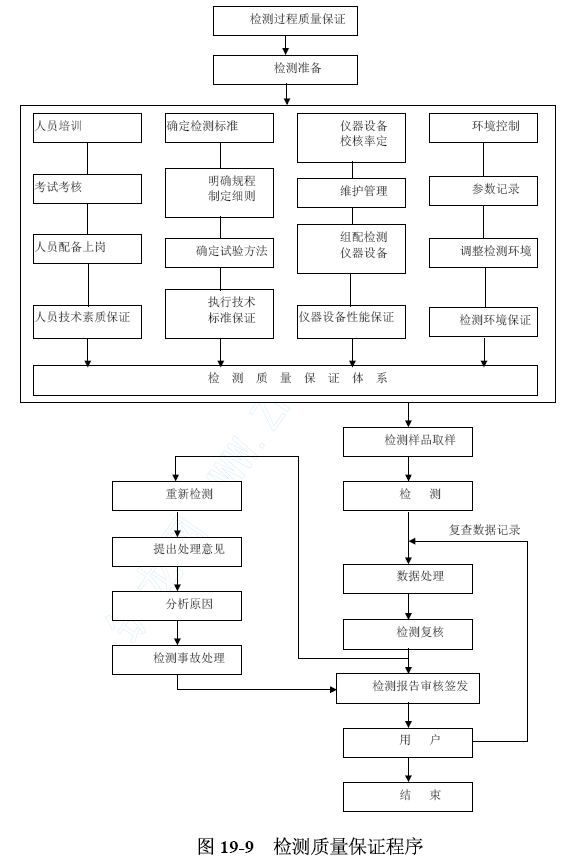 检测过程质量保证
检测准备
人员培训
考试考核
人员配备上岗
人员技术素质保证
确定检测标准
明确规程
制定细则
确定试验方法
执行技术
标准保证
仪器设备
校核率定
维护管理
组配检测
仪器设备
仪器设备性能保证
环境控制
参数记录
调整检测环境
检测环境保证
检 测 质 量 保 证 体 系
检测样品取样
检 测
复查数据记录
数据处理
检测复核
重新检测
提出处理意见
分析原因
检测事故处理
检测报告审核签发
用 户
结 束
图 19-9 检测质量保证程序